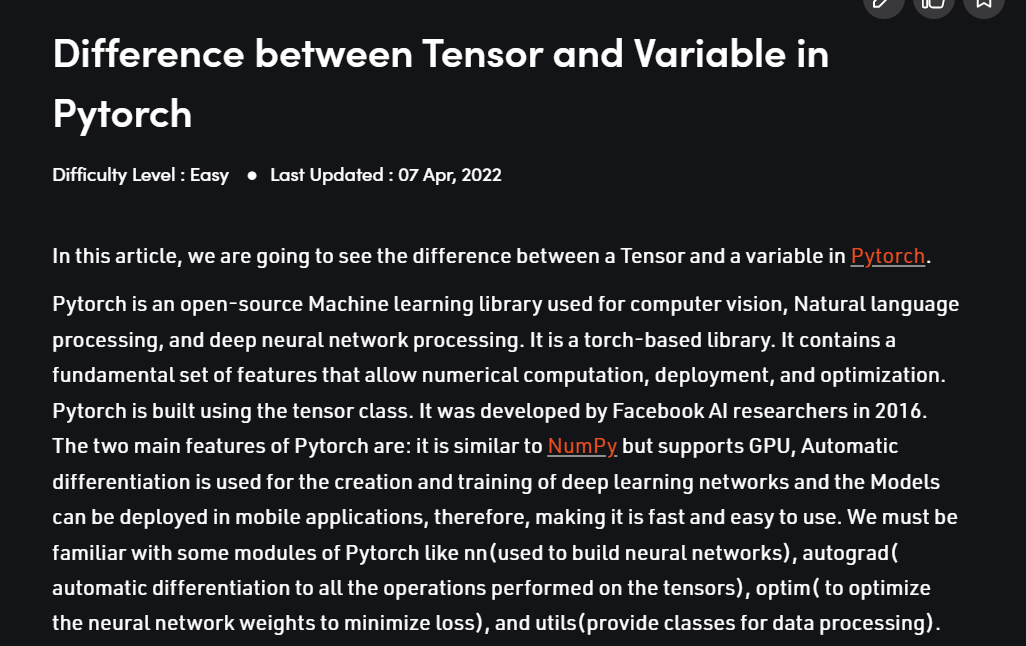 Difference between Tensor and Variable in
Pytorch
Difficulty Level : Easy ● Last Updated : 07 Apr, 2022
In this article, we are going to see the difference between a Tensor and a variable in Pytorch.
Pytorch is an open-source Machine learning library used for computer vision, Natural language
processing, and deep neural network processing. It is a torch-based library. It contains a
fundamental set of features that allow numerical computation, deployment, and optimization.
Pytorch is built using the tensor class. It was developed by Facebook AI researchers in 2016.
The two main features of Pytorch are: it is similar to NumPy but supports GPU, Automatic
differentiation is used for the creation and training of deep learning networks and the Models
can be deployed in mobile applications, therefore, making it is fast and easy to use. We must be
familiar with some modules of Pytorch like nn(used to build neural networks), autograd(
automatic differentiation to all the operations performed on the tensors), optim( to optimize
the neural network weights to minimize loss), and utils(provide classes for data processing).